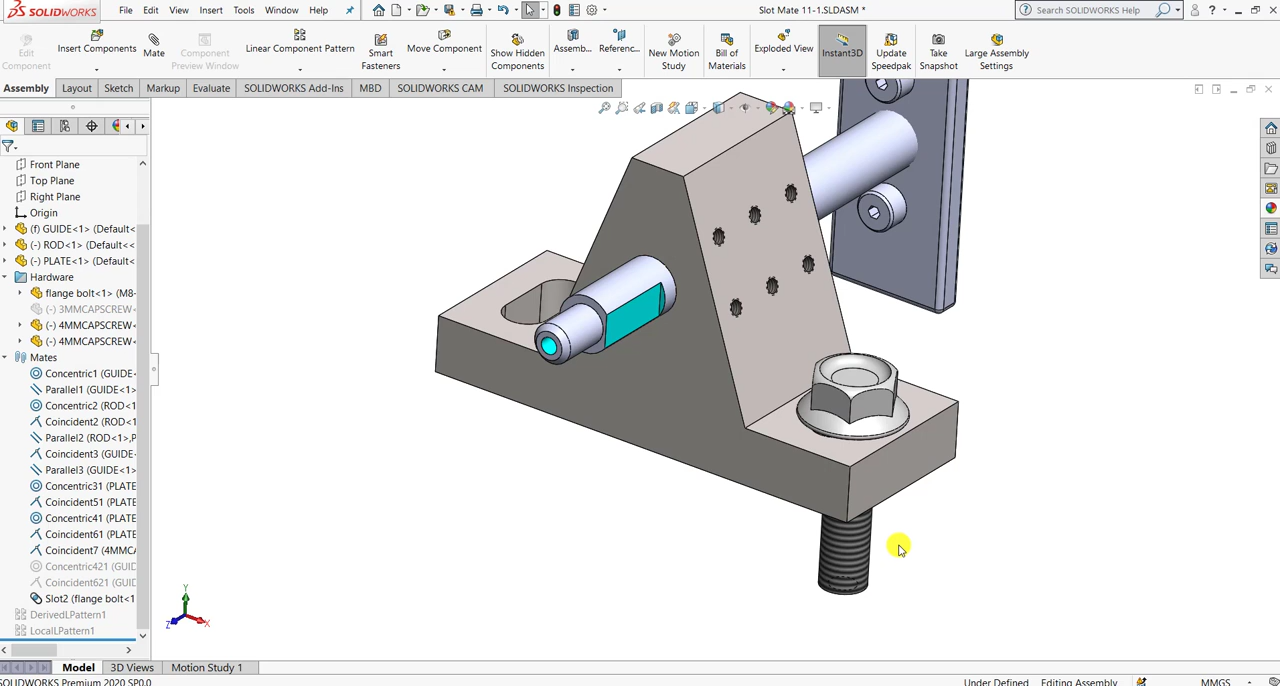 SOLIDWORKS
File Edit View Insert Tools Window Help
Slot Mate 11-1.SLDASM *
Search SOLIDWORKS Help
Edit Component
Insert Components
Mate
Component Preview Window
Linear Component Pattern
Smart Fasteners
Move Component
Show Hidden Components
Assemb...
Referenc...
New Motion Study
Bill of Materials
Exploded View
Instant3D
Update Speedpak
Take Snapshot
Large Assembly Settings
Assembly Layout Sketch Markup Evaluate SOLIDWORKS Add-Ins MBD SOLIDWORKS CAM SOLIDWORKS Inspection
Front Plane
Top Plane
Right Plane
Origin
(f) GUIDE<1> (Default<
(-) ROD<1> (Default<<
(-) PLATE<1> (Default<
Hardware
flange bolt<1> (M8-
(-) 3MMCAPSCREW
(-) 4MMCAPSCREW
(-) 4MMCAPSCREW
Mates
Concentric1 (GUIDE
Parallel1 (GUIDE<1>
Concentric2 (ROD<1
Coincident2 (ROD<1
Parallel2 (ROD<1>,P
Coincident3 (GUIDE
Parallel3 (GUIDE<1>
Concentric31 (PLATE
Coincident51 (PLATE
Concentric41 (PLATE
Coincident61 (PLATE
Coincident7 (4MMCA
Concentric421 (GUID
Coincident621 (GUID
Slot2 (flange bolt<1
DerivedLPattern1
LocalLPattern1
Y
Z
X
Model 3D Views Motion Study 1
SOLIDWORKS Premium 2020 SP0.0
Under Defined Editing Assembly MMGS